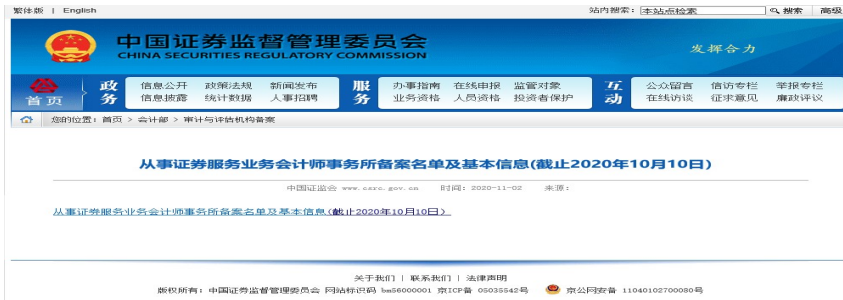 繁体版 | English 站内搜索: 本站点检索 搜索 高级
中国证券监督管理委员会
CHINA SECURITIES REGULATORY COMMISSION
发挥合力
首页 政务 信息公开 政策法规 新闻发布 服务 办事指南 在线申报 监管对象 互动 公众留言 信访专栏 举报专栏
信息披露 统计数据 人事招聘 业务资格 人员资格 投资者保护 在线访谈 征求意见 廉政评议
您的位置: 首页 > 会计部 > 审计与评估机构备案
从事证券服务业务会计师事务所备案名单及基本信息(截止2020年10月10日)
中国证监会 www.csrc.gov.cn 时间: 2020-11-02 来源:
从事证券服务业务会计师事务所备案名单及基本信息(截止2020年10月10日)
关于我们 | 联系我们 | 法律声明
版权所有: 中国证券监督管理委员会 网站标识码 bm56000001 京ICP备 05035542号 京公网安备 11040102700080号